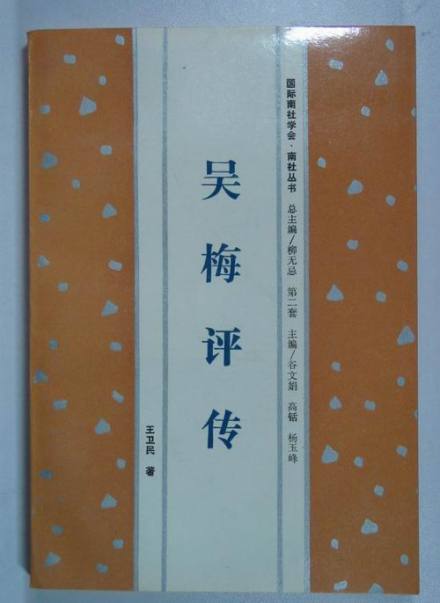 国际南社学会·南社丛书 总主编/柳无忌 第二套 主编/谷文娟 高铦 杨玉峰
吴梅评传
王卫民 著